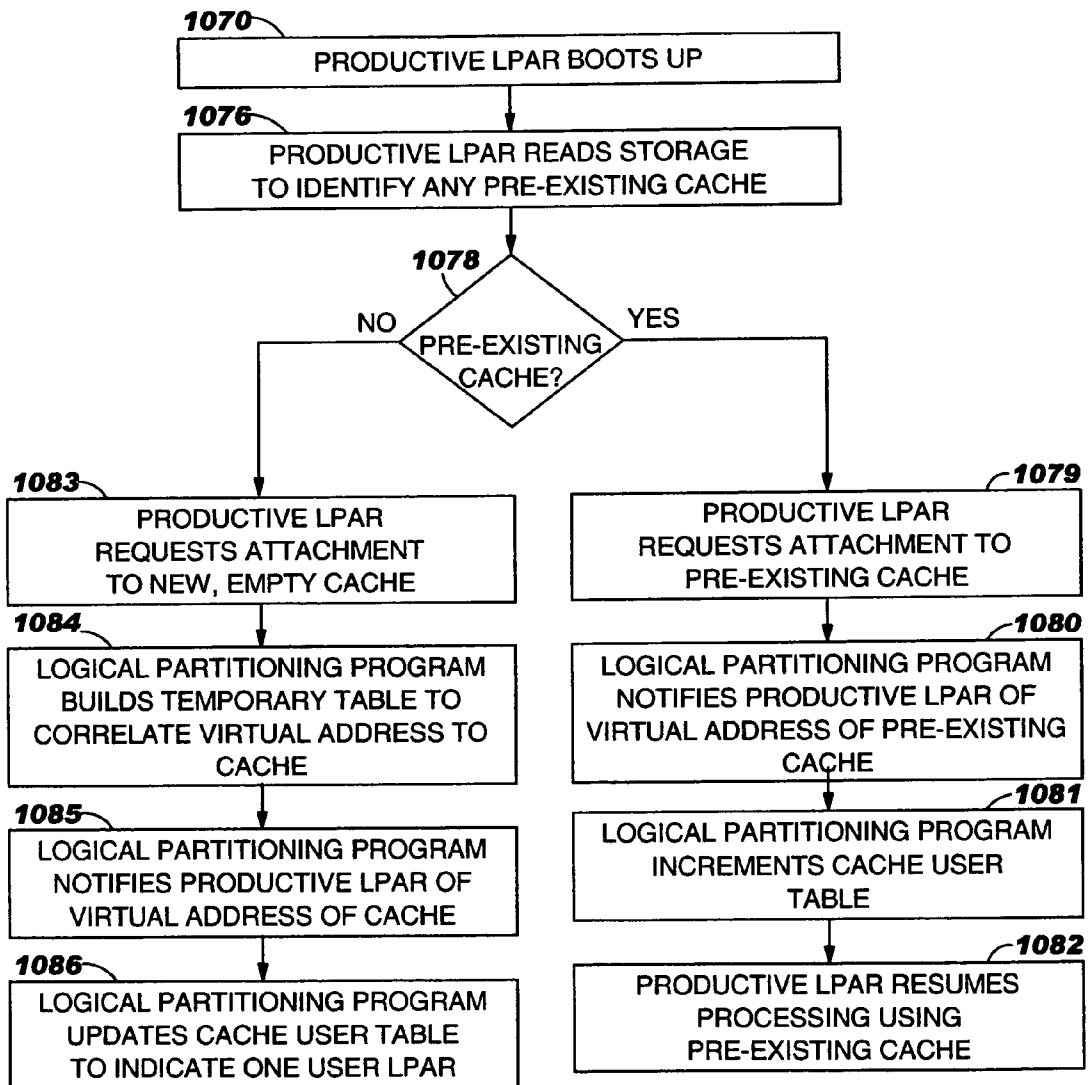 1070
PRODUCTIVE LPAR BOOTS UP
1076
PRODUCTIVE LPAR READS STORAGE
TO IDENTIFY ANY PRE-EXISTING CACHE
1078
NO
YES
PRE-EXISTING
CACHE?
1083
PRODUCTIVE LPAR
REQUESTS ATTACHMENT
TO NEW, EMPTY CACHE
1084
LOGICAL PARTITIONING PROGRAM
BUILDS TEMPORARY TABLE TO
CORRELATE VIRTUAL ADDRESS TO
CACHE
1085
LOGICAL PARTITIONING PROGRAM
NOTIFIES PRODUCTIVE LPAR OF
VIRTUAL ADDRESS OF CACHE
1086
LOGICAL PARTITIONING PROGRAM
UPDATES CACHE USER TABLE
TO INDICATE ONE USER LPAR
1079
PRODUCTIVE LPAR
REQUESTS ATTACHMENT TO
PRE-EXISTING CACHE
1080
LOGICAL PARTITIONING PROGRAM
NOTIFIES PRODUCTIVE LPAR OF
VIRTUAL ADDRESS OF PRE-EXISTING
CACHE
1081
LOGICAL PARTITIONING PROGRAM
INCREMENTS CACHE USER
TABLE
1082
PRODUCTIVE LPAR RESUMES
PROCESSING USING
PRE-EXISTING CACHE